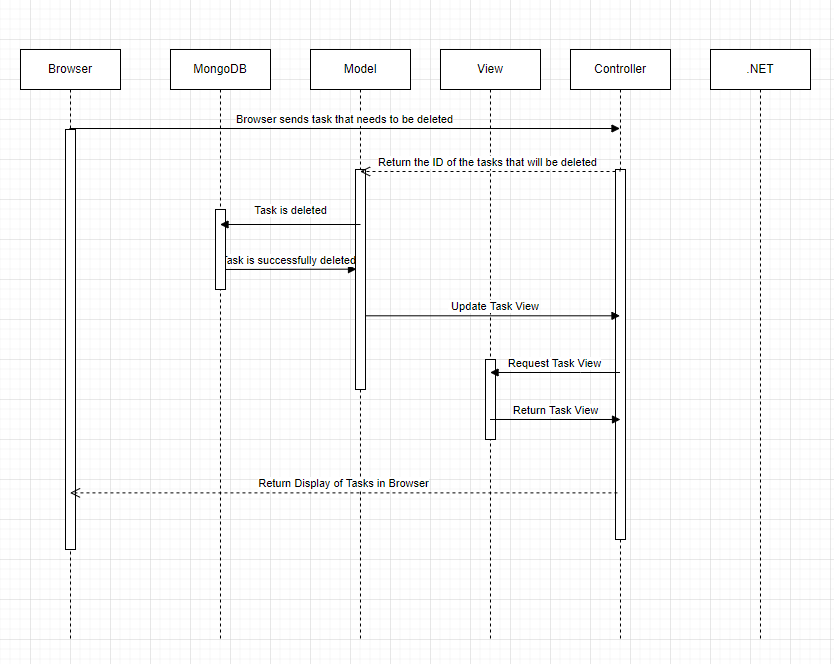 Browser
MongoDB
Model
View
Controller
.NET
Browser sends task that needs to be deleted
Return the ID of the tasks that will be deleted
Task is deleted
Task is successfully deleted
Update Task View
Request Task View
Return Task View
Return Display of Tasks in Browser